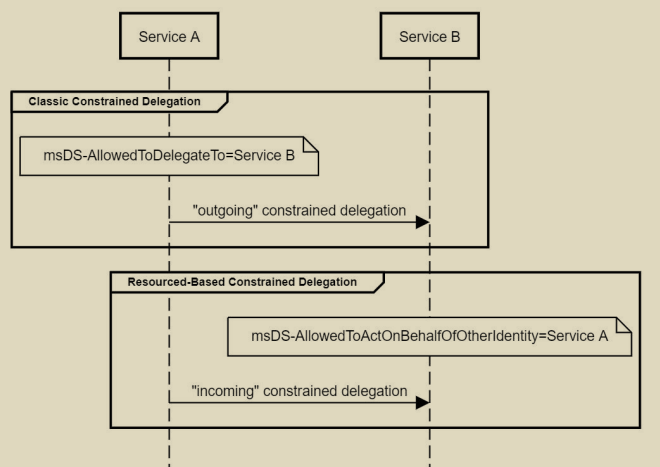 Service A
Service B
Classic Constrained Delegation
msDS-AllowedToDelegateTo=Service B
"outgoing" constrained delegation
Resourced-Based Constrained Delegation
msDS-AllowedToActOnBehalfOfOtherIdentity=Service A
"incoming" constrained delegation